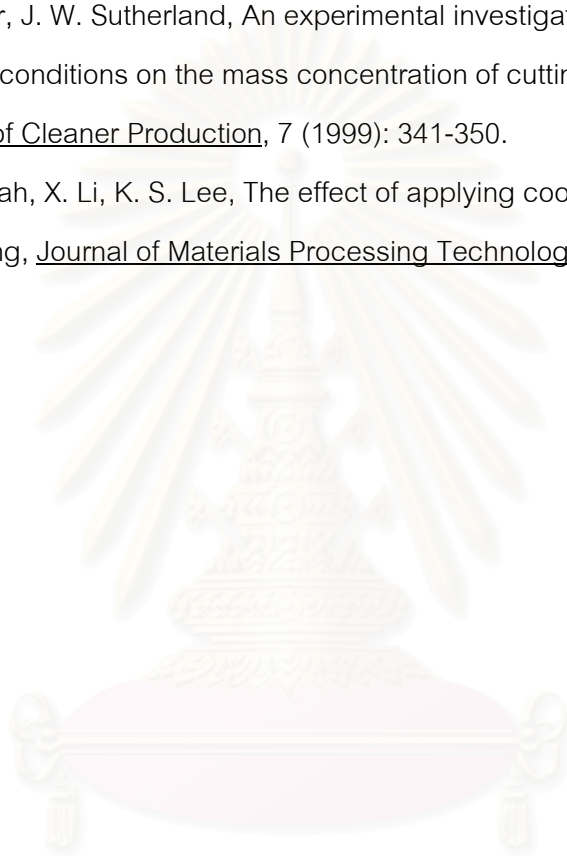 r, J. W. Sutherland, An experimental investigat
conditions on the mass concentration of cuttin
of Cleaner Production, 7 (1999): 341-350.
ah, X. Li, K. S. Lee, The effect of applying coo
ng, Journal of Materials Processing Technolog